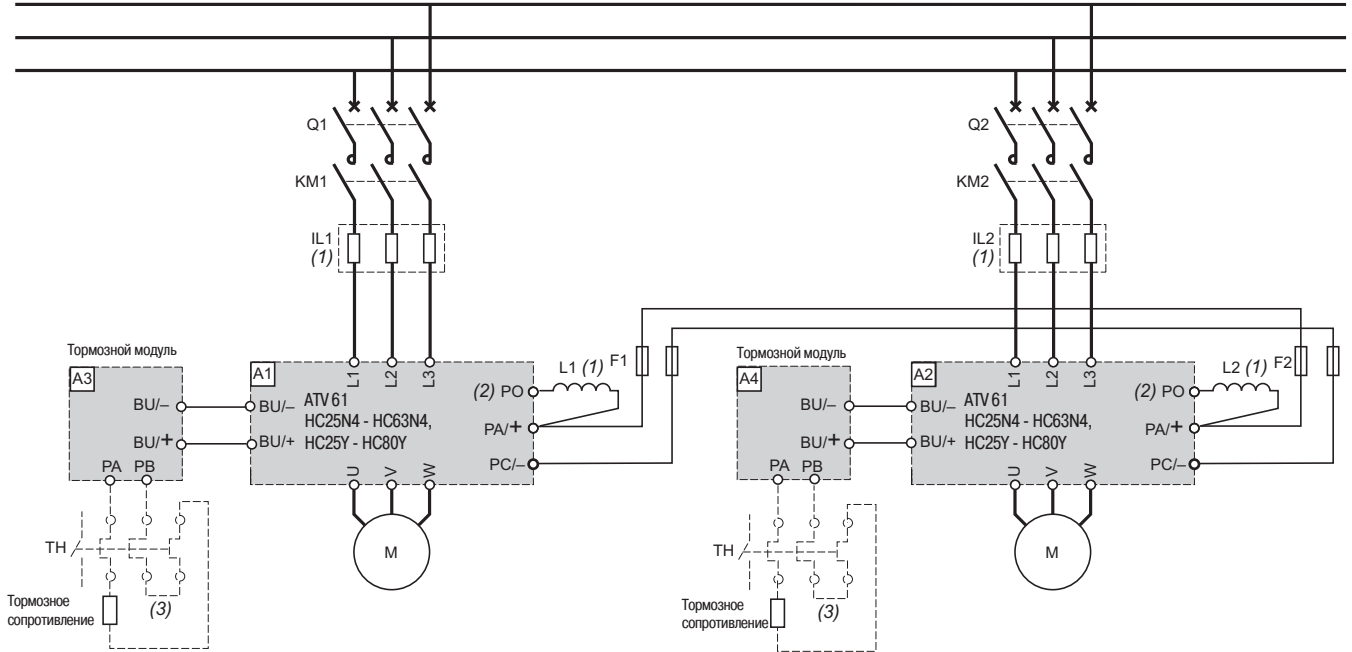 Q1
Q2
KM1
KM2
IL1
(1)
IL2
(1)
Тормозной модуль
A3
BU/–
BU/+
PA PB
A1
L1 L2 L3
BU/–
BU/+
ATV 61
HC25N4 - HC63N4,
HC25Y - HC80Y
(2) PO
PA/+
PC/–
U V W
L1 (1) F1
M
TH
(3)
Тормозное
сопротивление
Тормозной модуль
A4
BU/–
BU/+
PA PB
A2
L1 L2 L3
BU/–
BU/+
ATV 61
HC25N4 - HC63N4,
HC25Y - HC80Y
(2) PO
PA/+
PC/–
U V W
L2 (1) F2
M
TH
(3)
Тормозное
сопротивление